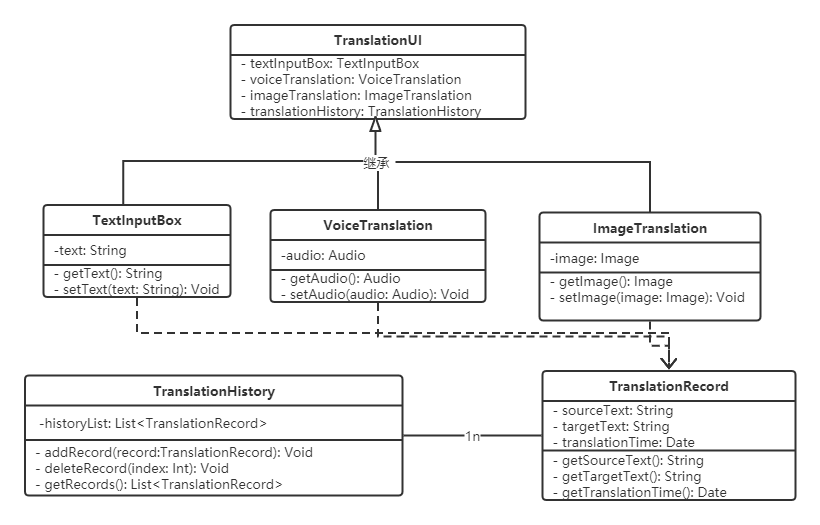 TranslationUI
- textInputBox: TextInputBox
- voiceTranslation: VoiceTranslation
- imageTranslation: ImageTranslation
- translationHistory: TranslationHistory
继承
TextInputBox
-text: String
- getText(): String
- setText(text: String): Void
VoiceTranslation
-audio: Audio
- getAudio(): Audio
- setAudio(audio: Audio): Void
ImageTranslation
-image: Image
- getImage(): Image
- setImage(image: Image): Void
TranslationHistory
-historyList: List<TranslationRecord>
- addRecord(record:TranslationRecord): Void
- deleteRecord(index: Int): Void
- getRecords(): List<TranslationRecord>
1n
TranslationRecord
- sourceText: String
- targetText: String
- translationTime: Date
- getSourceText(): String
- getTargetText(): String
- getTranslationTime(): Date